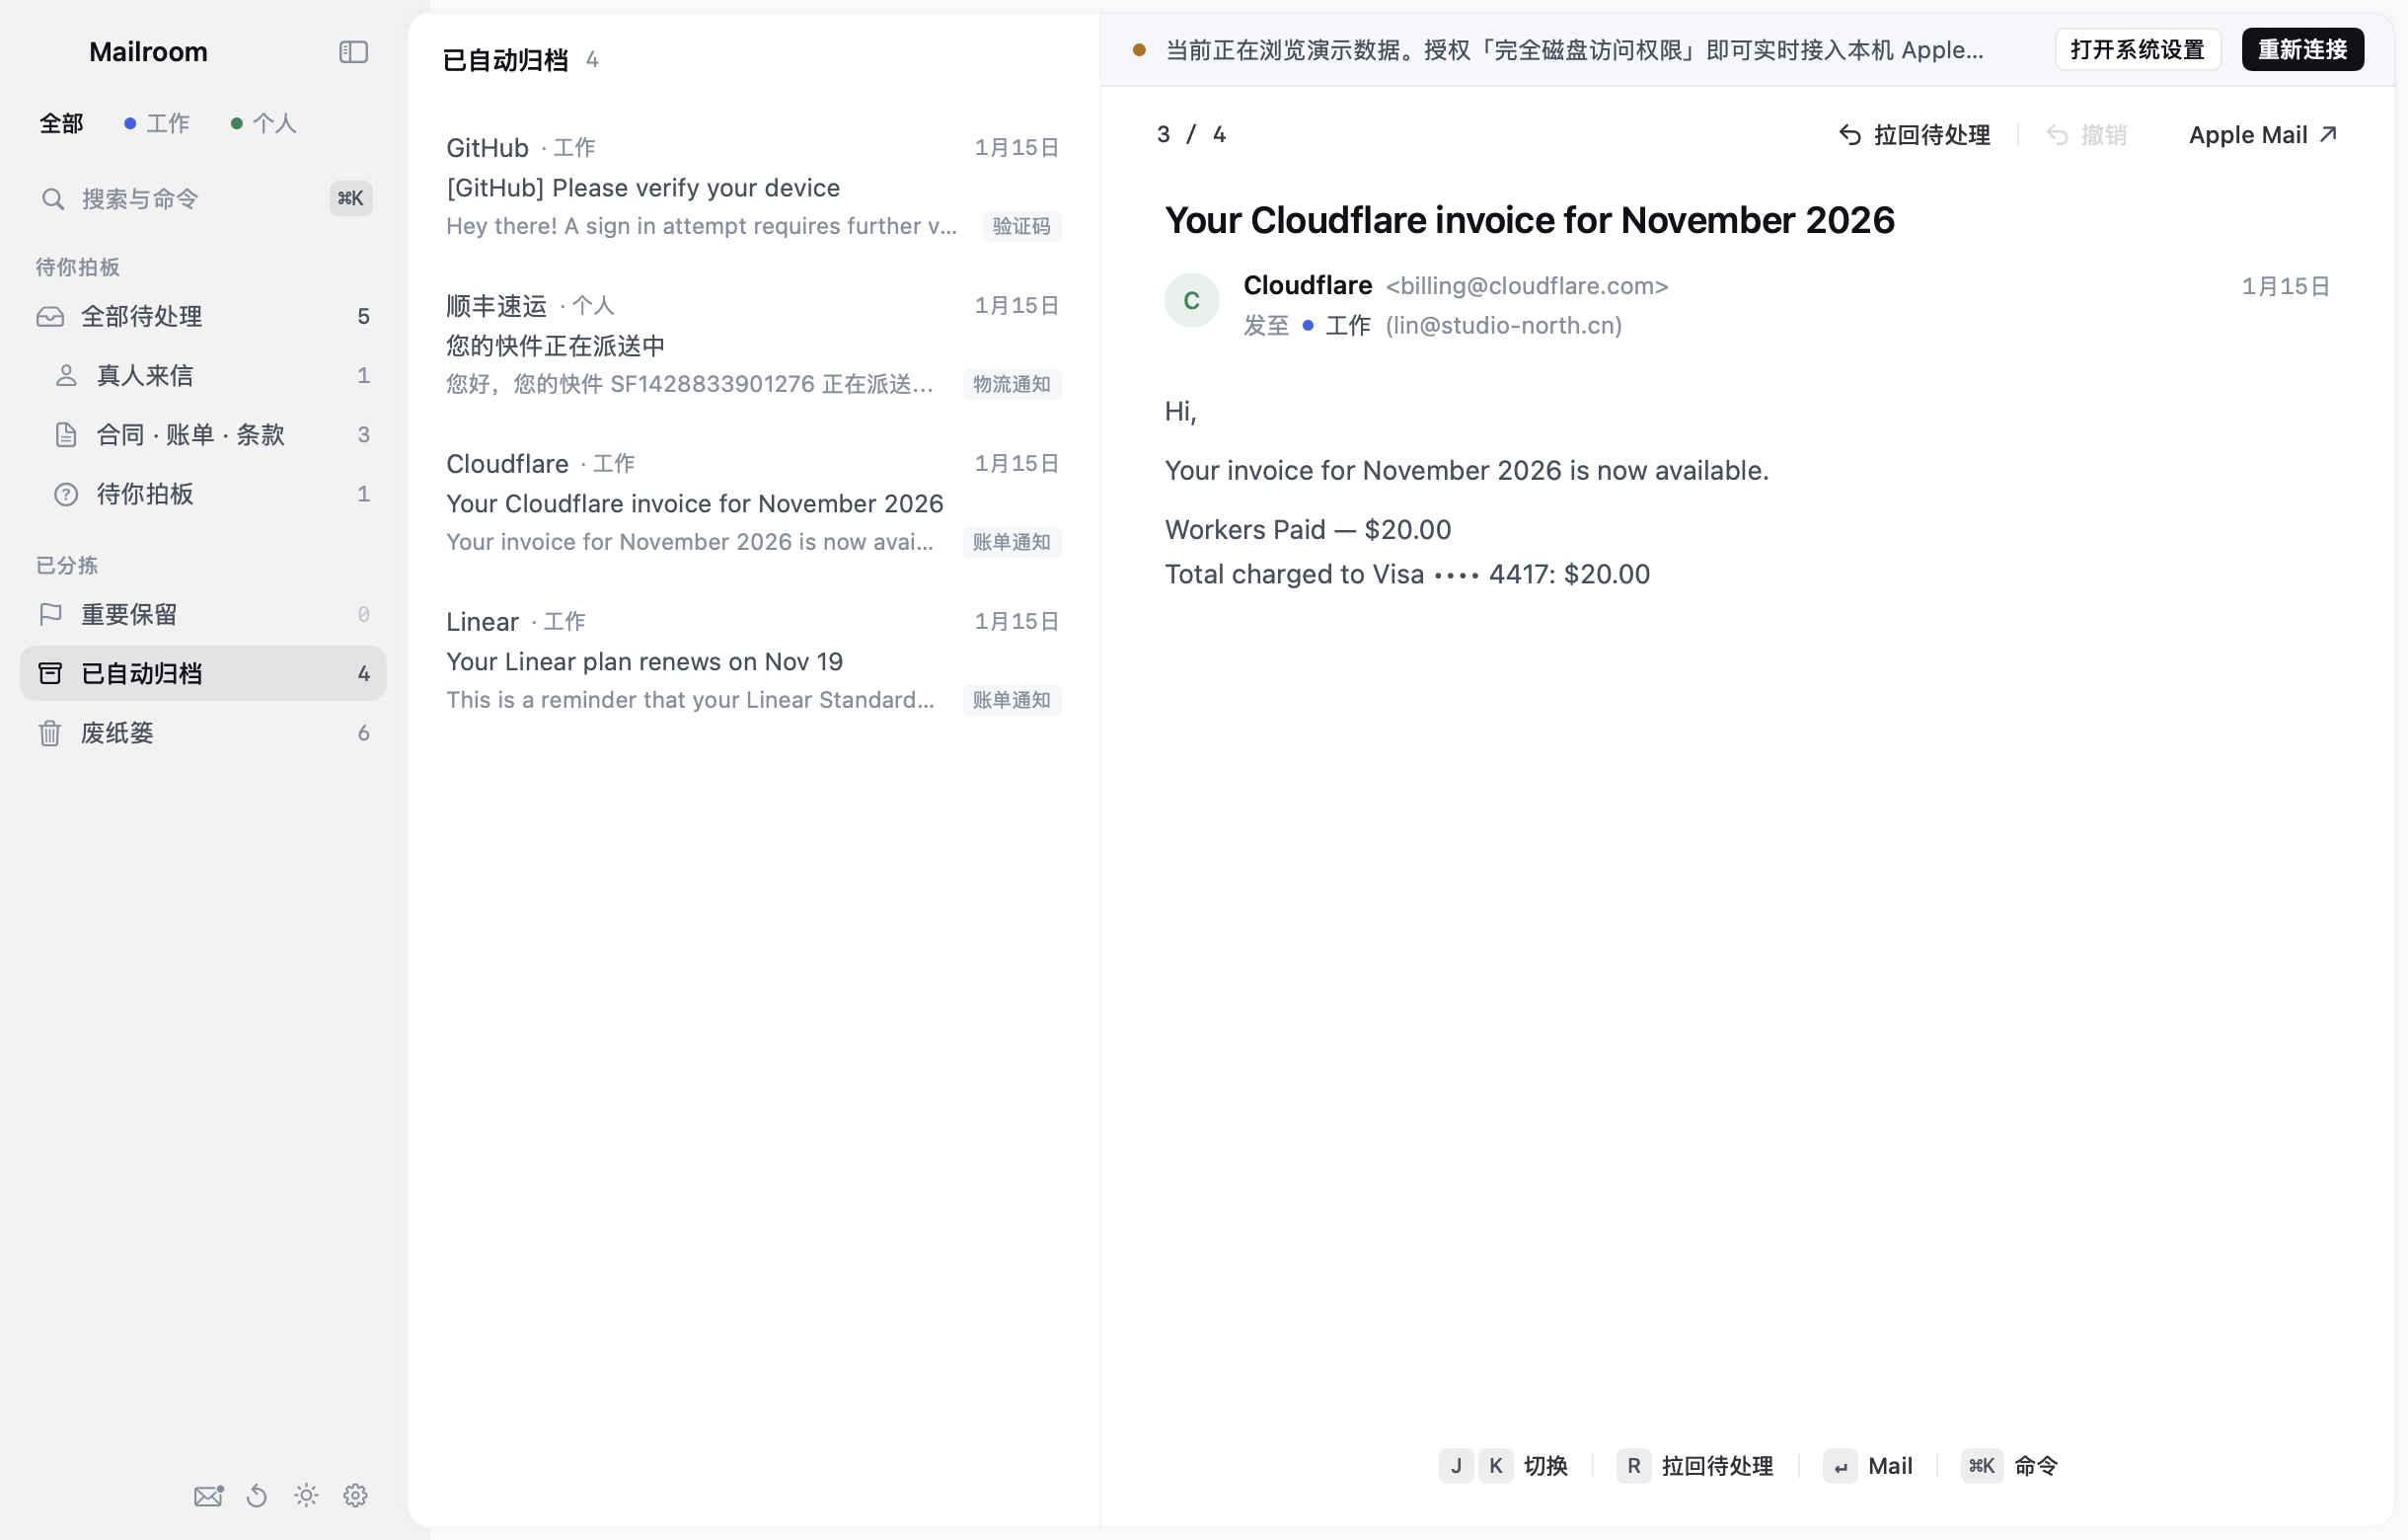 Mailroom
全部
工作
个人
搜索与命令
⌘K
待你拍板
全部待处理 5
真人来信 1
合同 · 账单 · 条款 3
待你拍板 1
已分拣
重要保留 0
已自动归档 4
废纸篓 6
已自动归档 4
GitHub · 工作 1月15日
[GitHub] Please verify your device
Hey there! A sign in attempt requires further v... 验证码
顺丰速运 · 个人 1月15日
您的快件正在派送中
您好，您的快件 SF1428833901276 正在派送... 物流通知
Cloudflare · 工作 1月15日
Your Cloudflare invoice for November 2026
Your invoice for November 2026 is now avai... 账单通知
Linear · 工作 1月15日
Your Linear plan renews on Nov 19
This is a reminder that your Linear Standard... 账单通知
当前正在浏览演示数据。授权「完全磁盘访问权限」即可实时接入本机 Apple...
打开系统设置
重新连接
3 / 4
拉回待处理
撤销
Apple Mail ↗
Your Cloudflare invoice for November 2026
C
Cloudflare <billing@cloudflare.com> 1月15日
发至 工作 (lin@studio-north.cn)
Hi,
Your invoice for November 2026 is now available.
Workers Paid — $20.00
Total charged to Visa •••• 4417: $20.00
J K 切换
R 拉回待处理
↵ Mail
⌘K 命令